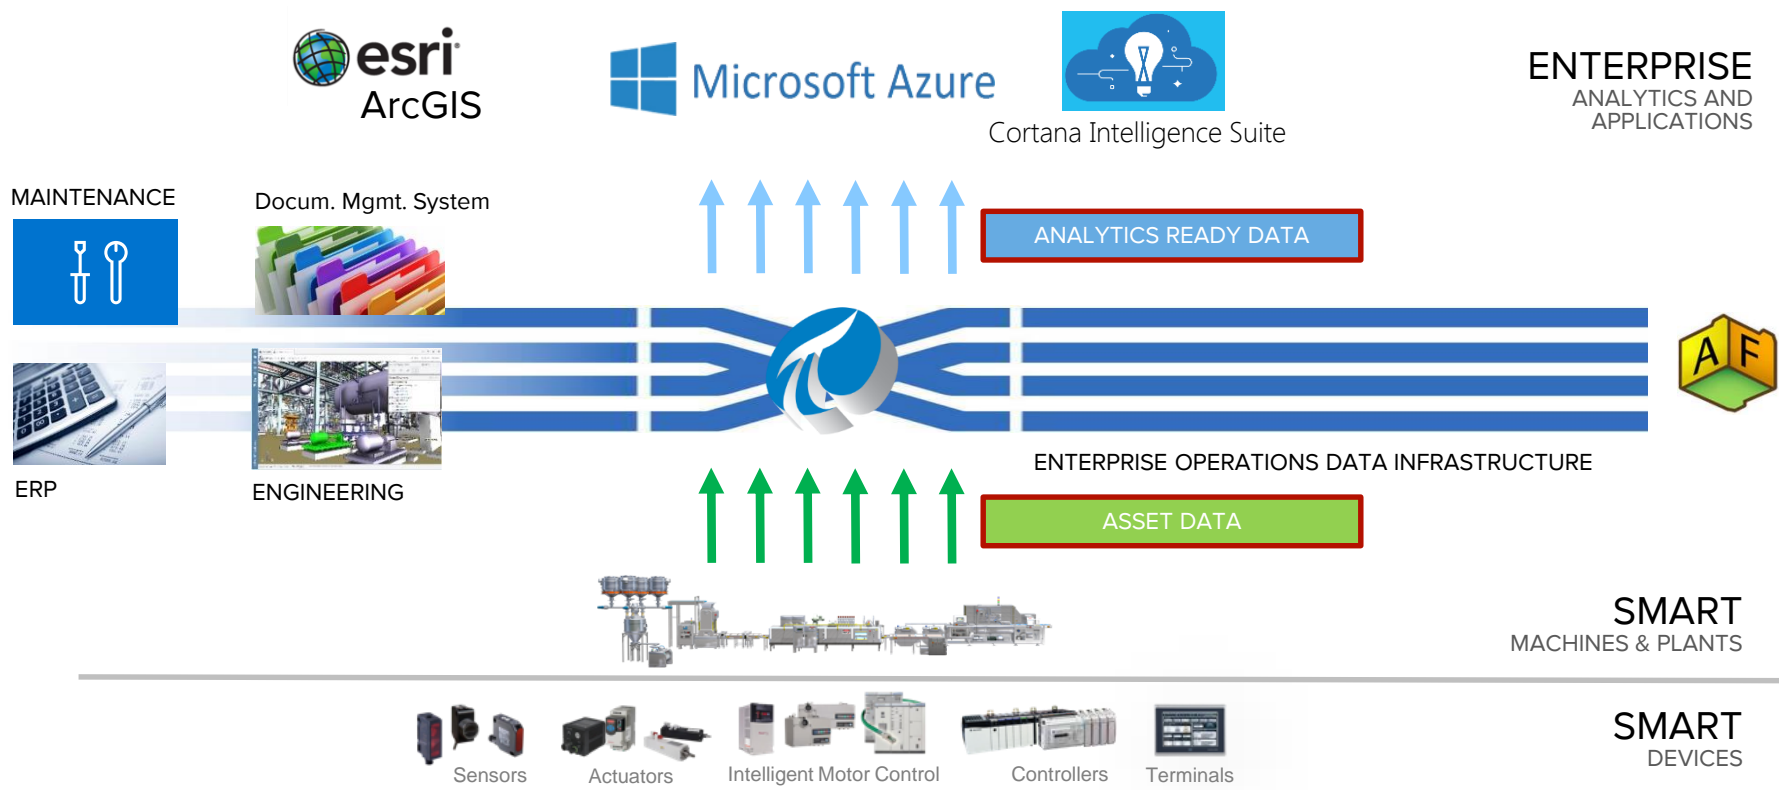 esri
ArcGIS
Microsoft Azure
Cortana Intelligence Suite
ENTERPRISE
ANALYTICS AND
APPLICATIONS
MAINTENANCE
Docum. Mgmt. System
ANALYTICS READY DATA
A F
ENTERPRISE OPERATIONS DATA INFRASTRUCTURE
ERP
ENGINEERING
ASSET DATA
SMART
MACHINES & PLANTS
SMART
DEVICES
Sensors
Actuators
Intelligent Motor Control
Controllers
Terminals